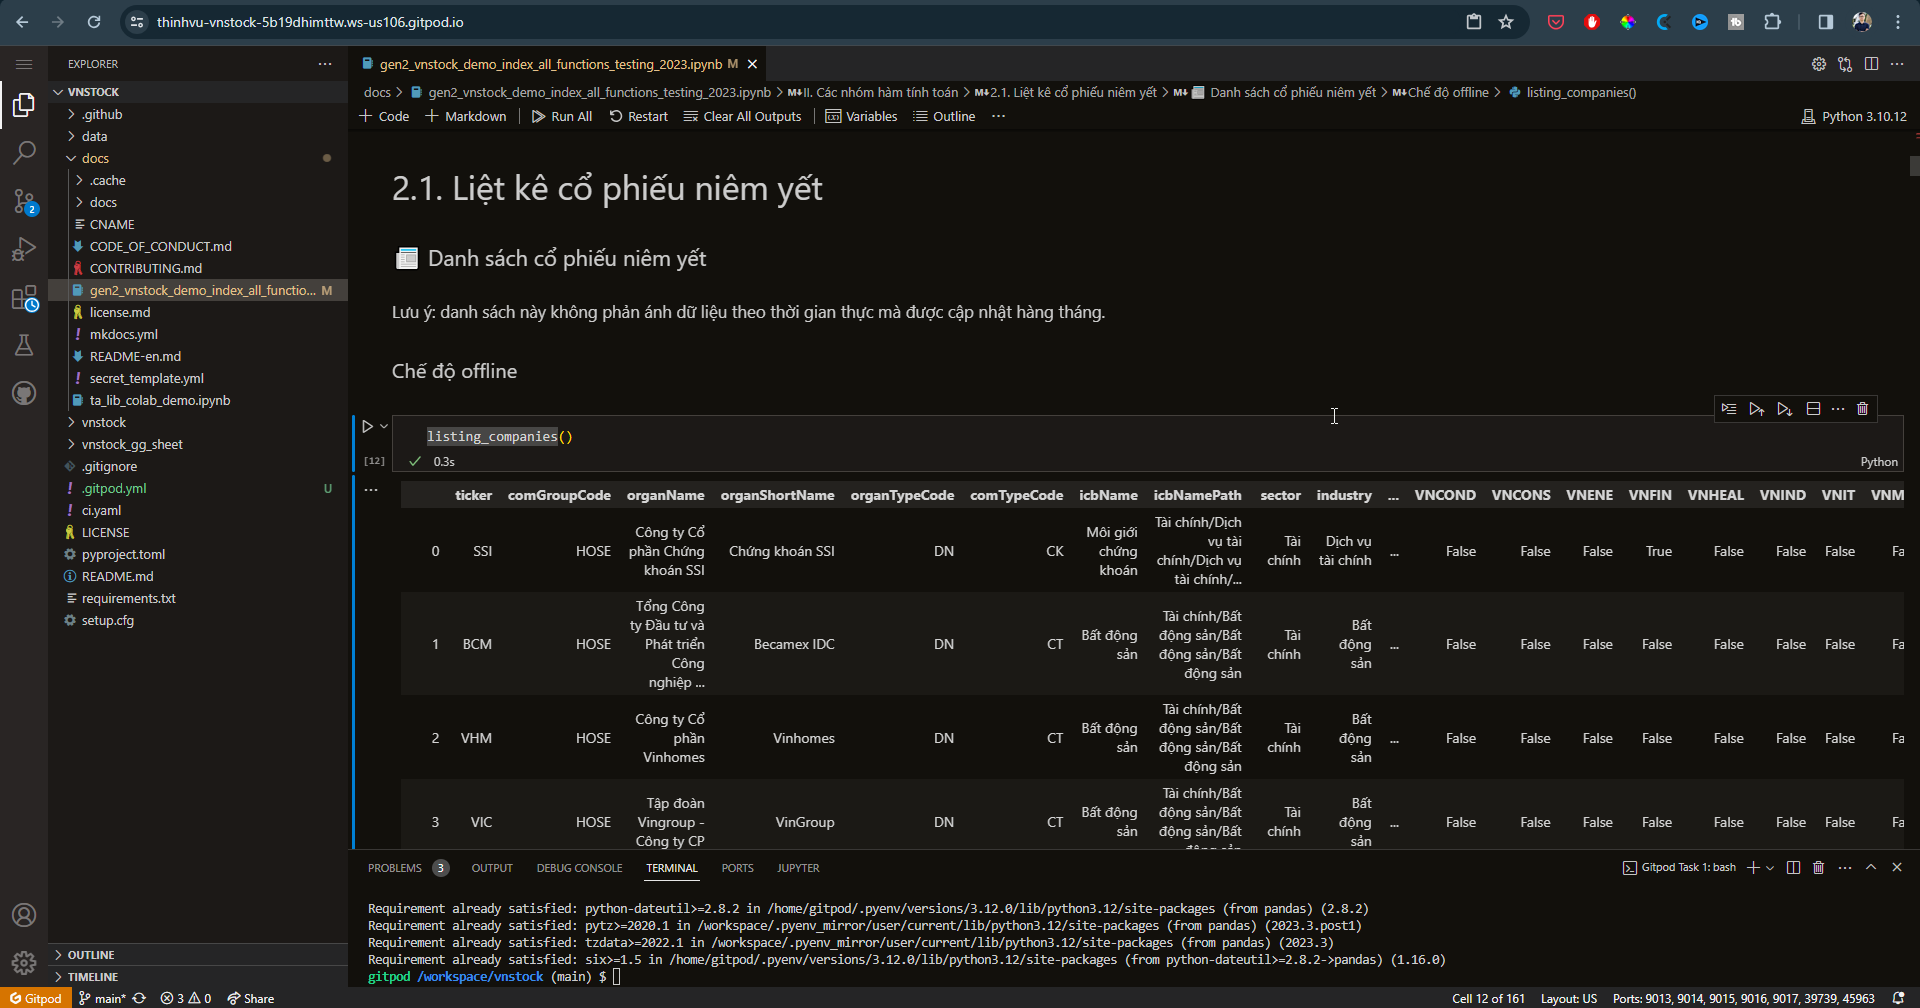 thinhvu-vnstock-5b19dhimttw.ws-us106.gitpod.io
EXPLORER
VNSTOCK
.github
data
docs
.cache
docs
CNAME
CODE_OF_CONDUCT.md
CONTRIBUTING.md
gen2_vnstock_demo_index_all_functio... M
license.md
mkdocs.yml
README-en.md
secret_template.yml
ta_lib_colab_demo.ipynb
vnstock
vnstock_gg_sheet
.gitignore
.gitpod.yml U
ci.yaml
LICENSE
pyproject.toml
README.md
requirements.txt
setup.cfg
OUTLINE
TIMELINE
2
gen2_vnstock_demo_index_all_functions_testing_2023.ipynb M
docs > gen2_vnstock_demo_index_all_functions_testing_2023.ipynb > M↓II. Các nhóm hàm tính toán > M↓2.1. Liệt kê cổ phiếu niêm yết > M↓ Danh sách cổ phiếu niêm yết > M↓Chế độ offline > listing_companies()
+ Code + Markdown Run All Restart Clear All Outputs Variables Outline ... Python 3.10.12
2.1. Liệt kê cổ phiếu niêm yết
Danh sách cổ phiếu niêm yết
Lưu ý: danh sách này không phản ánh dữ liệu theo thời gian thực mà được cập nhật hàng tháng.
Chế độ offline
listing_companies()
[12] 0.3s Python
ticker comGroupCode organName organShortName organTypeCode comTypeCode icbName icbNamePath sector industry ... VNCOND VNCONS VNENE VNFIN VNHEAL VNIND VNIT VNM
0 SSI HOSE Công ty Cổ phần Chứng khoán SSI Chứng khoán SSI DN CK Môi giới chứng khoán Tài chính/Dịch vụ tài chính/Dịch vụ tài chính/... Tài chính Dịch vụ tài chính ... False False False True False False False Fa
1 BCM HOSE Tổng Công ty Đầu tư và Phát triển Công nghiệp ... Becamex IDC DN CT Bất động sản Tài chính/Bất động sản/Bất động sản/Bất động sản Tài chính Bất động sản ... False False False False False False False Fa
2 VHM HOSE Công ty Cổ phần Vinhomes Vinhomes DN CT Bất động sản Tài chính/Bất động sản/Bất động sản/Bất động sản Tài chính Bất động sản ... False False False False False False False Fa
3 VIC HOSE Tập đoàn Vingroup - Công ty CP VinGroup DN CT Bất động sản Tài chính/Bất động sản/Bất động sản/Bất Tài chính Bất động sản ... False False False False False False False Fa
PROBLEMS 3 OUTPUT DEBUG CONSOLE TERMINAL PORTS JUPYTER Gitpod Task 1: bash
Requirement already satisfied: python-dateutil>=2.8.2 in /home/gitpod/.pyenv/versions/3.12.0/lib/python3.12/site-packages (from pandas) (2.8.2)
Requirement already satisfied: pytz>=2020.1 in /workspace/.pyenv_mirror/user/current/lib/python3.12/site-packages (from pandas) (2023.3.post1)
Requirement already satisfied: tzdata>=2022.1 in /workspace/.pyenv_mirror/user/current/lib/python3.12/site-packages (from pandas) (2023.3)
Requirement already satisfied: six>=1.5 in /home/gitpod/.pyenv/versions/3.12.0/lib/python3.12/site-packages (from python-dateutil>=2.8.2->pandas) (1.16.0)
gitpod /workspace/vnstock (main) $
Gitpod main* 3 0 Share Cell 12 of 161 Layout: US Ports: 9013, 9014, 9015, 9016, 9017, 39739, 45963